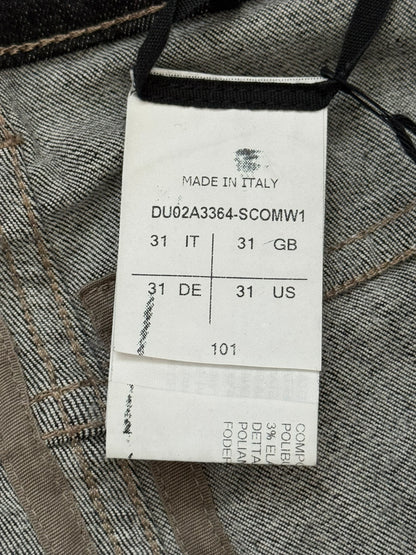 MADE IN ITALY
DU02A3364-SCOMW1
31 IT 31 GB
31 DE 31 US
101
COMP
POLIB
3% EL
DETTA
POLIAM
FODER